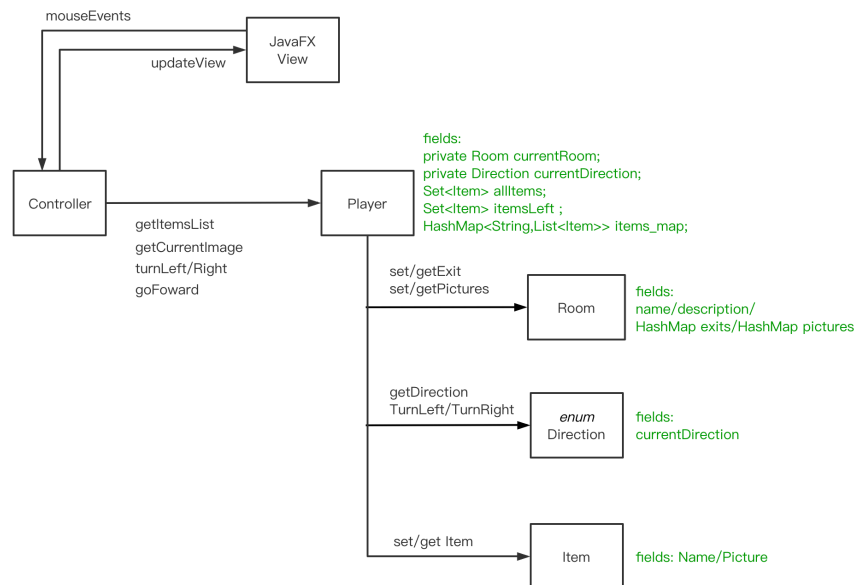 mouseEvents
JavaFX
View
updateView
fields:
private Room currentRoom;
private Direction currentDirection;
Set<Item> allItems;
Set<Item> itemsLeft ;
HashMap<String,List<Item>> items_map;
Controller
Player
getItemsList
getCurrentImage
turnLeft/Right
goFoward
set/getExit
set/getPictures
Room
fields:
name/description/
HashMap exits/HashMap pictures
getDirection
TurnLeft/TurnRight
enum
Direction
fields:
currentDirection
set/get Item
Item
fields: Name/Picture